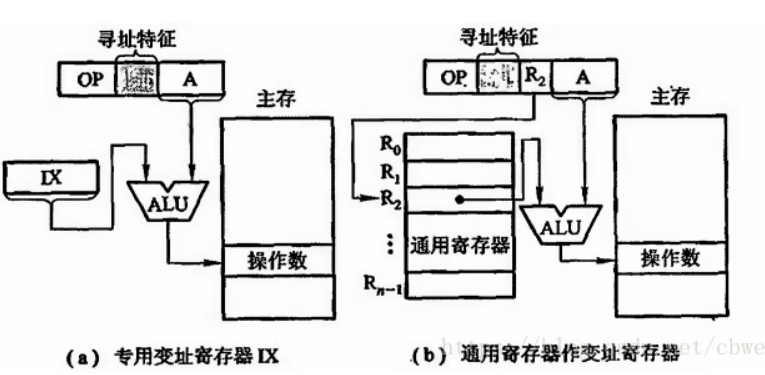 寻址特征
OP
A
主存
IX
ALU
操作数
(a) 专用变址寄存器 IX
寻址特征
OP
R2
A
主存
R0
R1
R2
⋮
通用寄存器
Rn-1
ALU
操作数
(b) 通用寄存器作变址寄存器